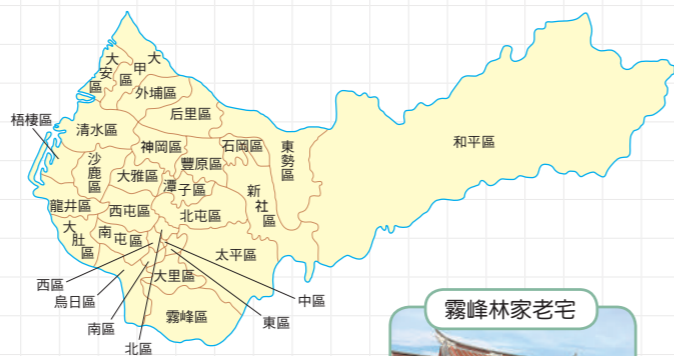 大安區
大甲區
外埔區
后里區
梧棲區
清水區
沙鹿區
神岡區
豐原區
石岡區
東勢區
和平區
大雅區
潭子區
新社區
龍井區
西屯區
北屯區
大肚區
南屯區
太平區
西區
烏日區
大里區
中區
南區
霧峰區
東區
北區
霧峰林家老宅